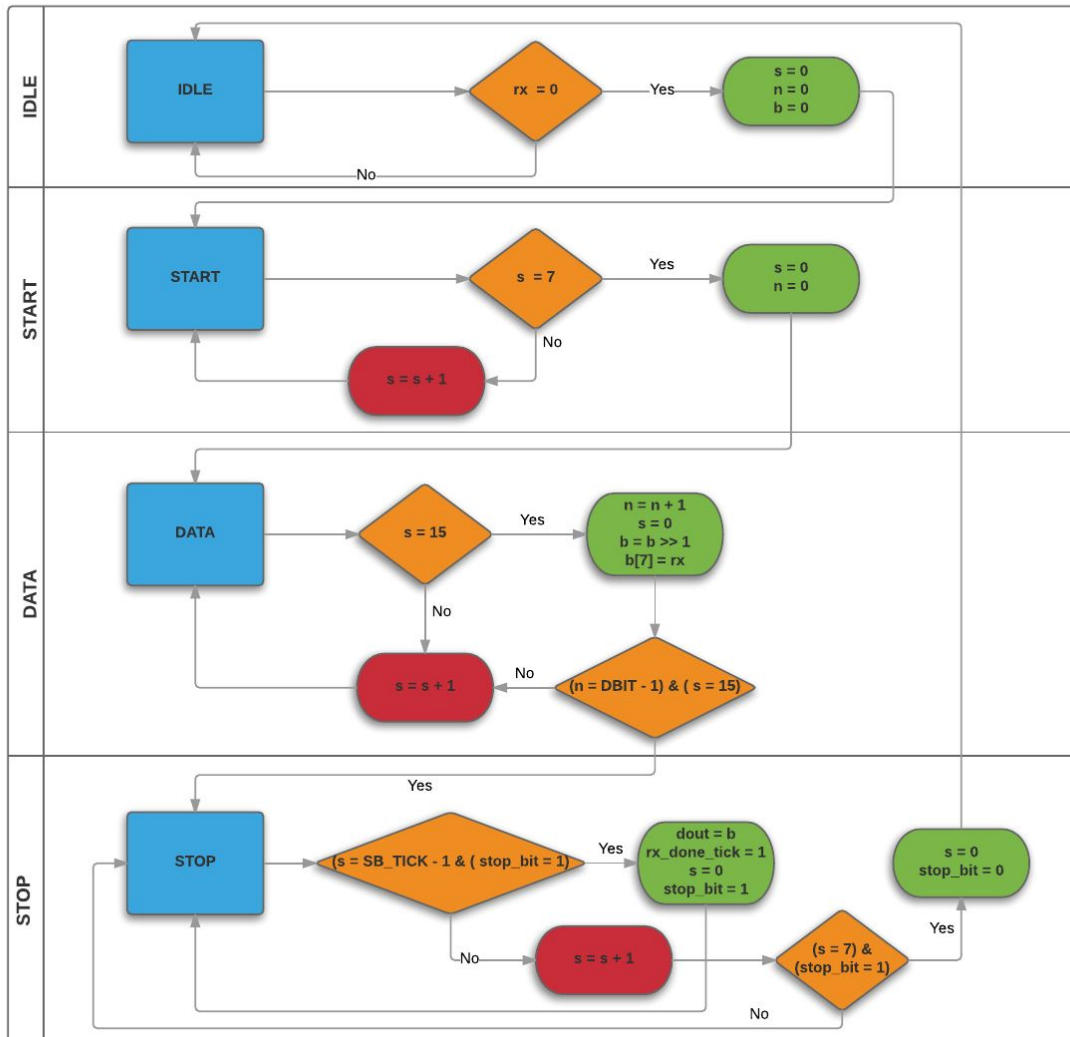 IDLE
IDLE
rx = 0
Yes
s = 0
n = 0
b = 0
No
START
START
s = 7
Yes
s = 0
n = 0
No
s = s + 1
DATA
DATA
s = 15
Yes
n = n + 1
s = 0
b = b >> 1
b[7] = rx
No
s = s + 1
No
(n = DBIT - 1) & ( s = 15)
Yes
STOP
STOP
(s = SB_TICK - 1 & ( stop_bit = 1)
Yes
dout = b
rx_done_tick = 1
s = 0
stop_bit = 1
s = 0
stop_bit = 0
No
s = s + 1
(s = 7) &
(stop_bit = 1)
Yes
No